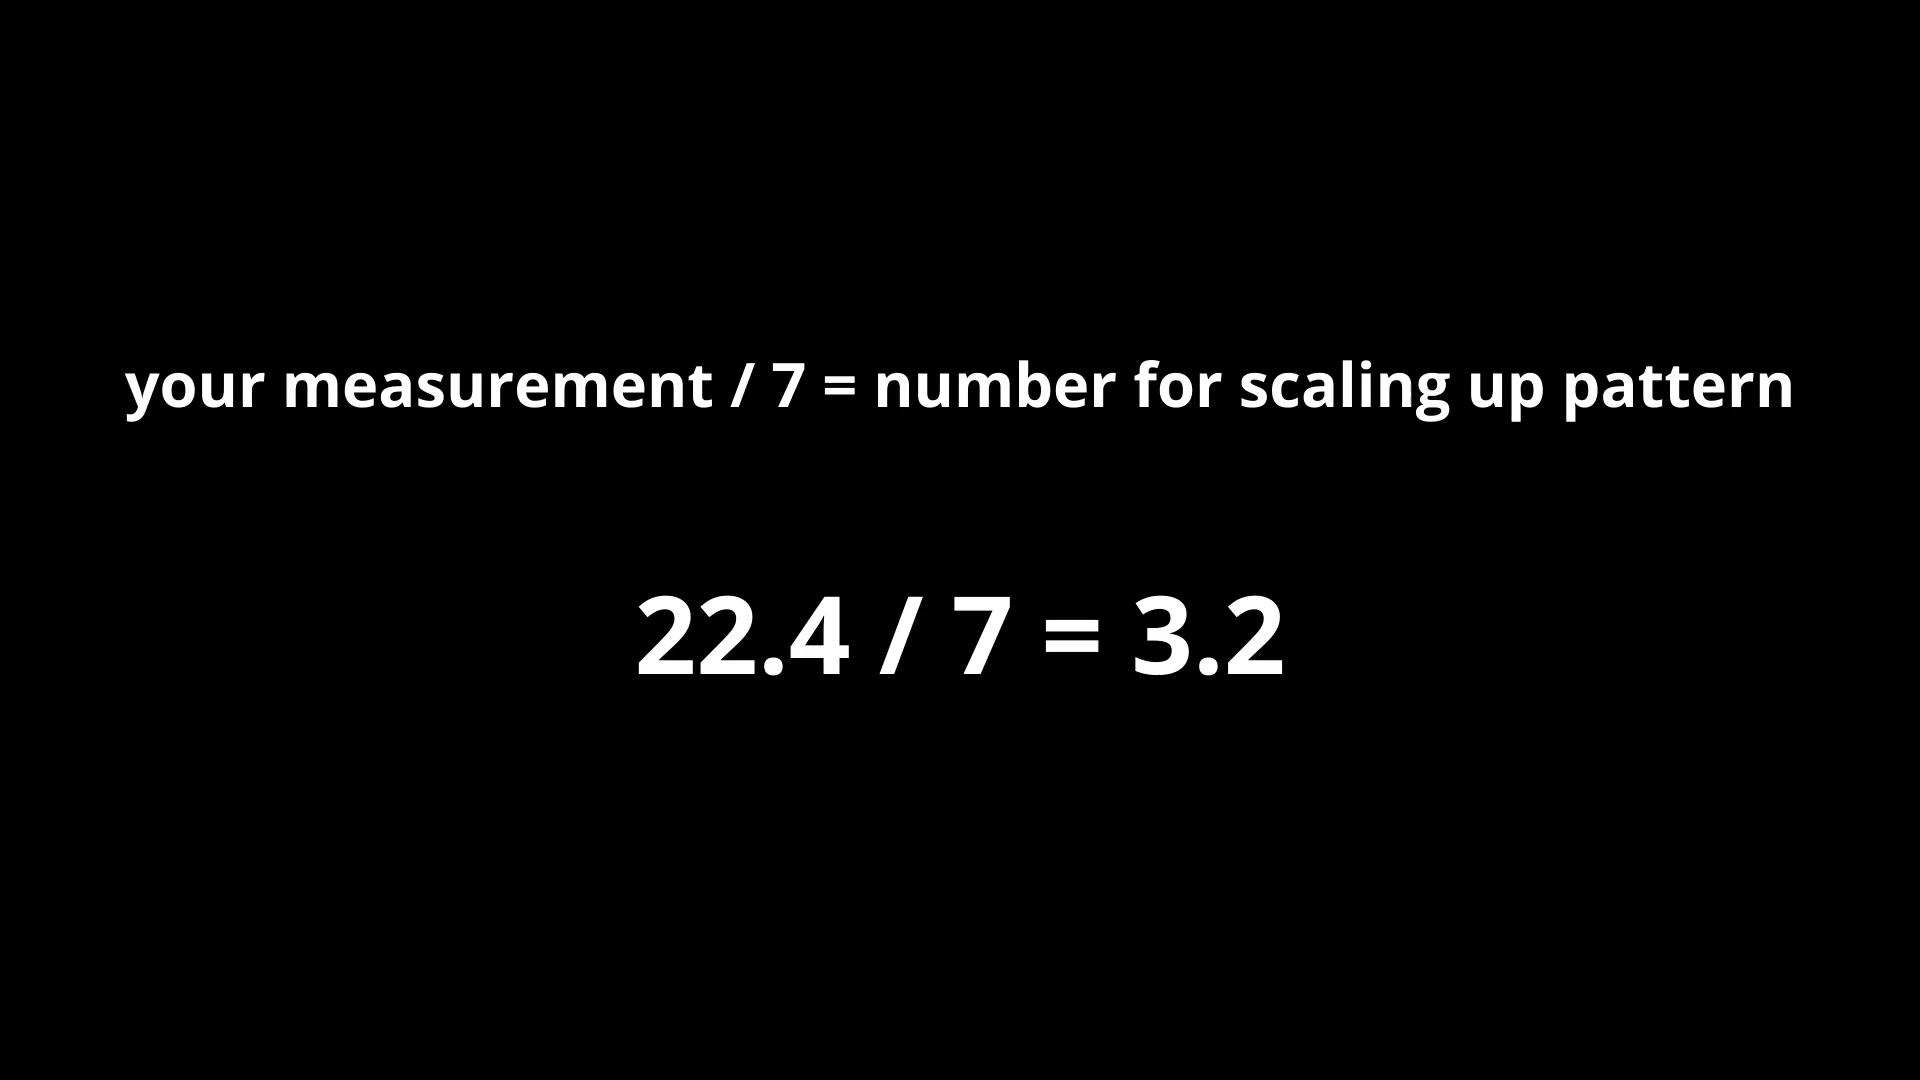 your measurement / 7 = number for scaling up pattern
22.4 / 7 = 3.2